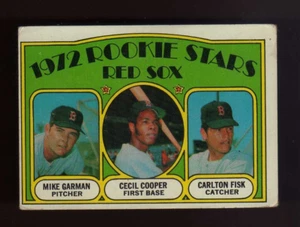 1972 ROOKIE STARS
RED SOX
MIKE GARMAN
PITCHER
CECIL COOPER
FIRST BASE
CARLTON FISK
CATCHER